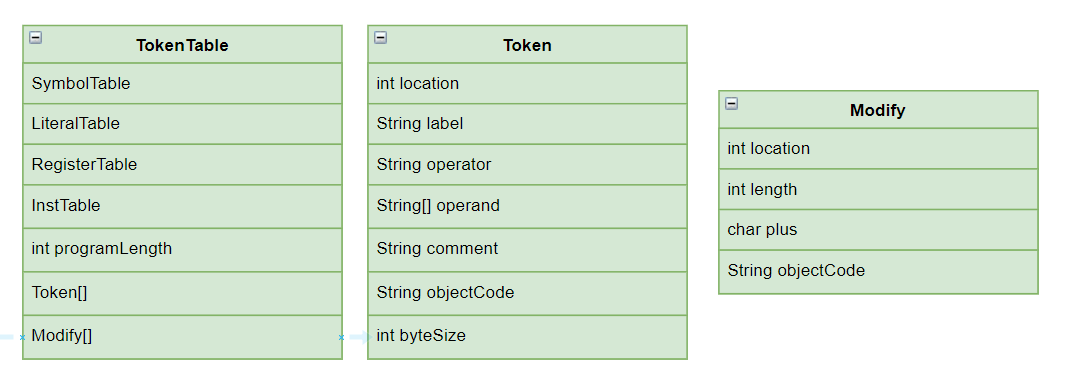 TokenTable
SymbolTable
LiteralTable
RegisterTable
InstTable
int programLength
Token[]
Modify[]
Token
int location
String label
String operator
String[] operand
String comment
String objectCode
int byteSize
Modify
int location
int length
char plus
String objectCode